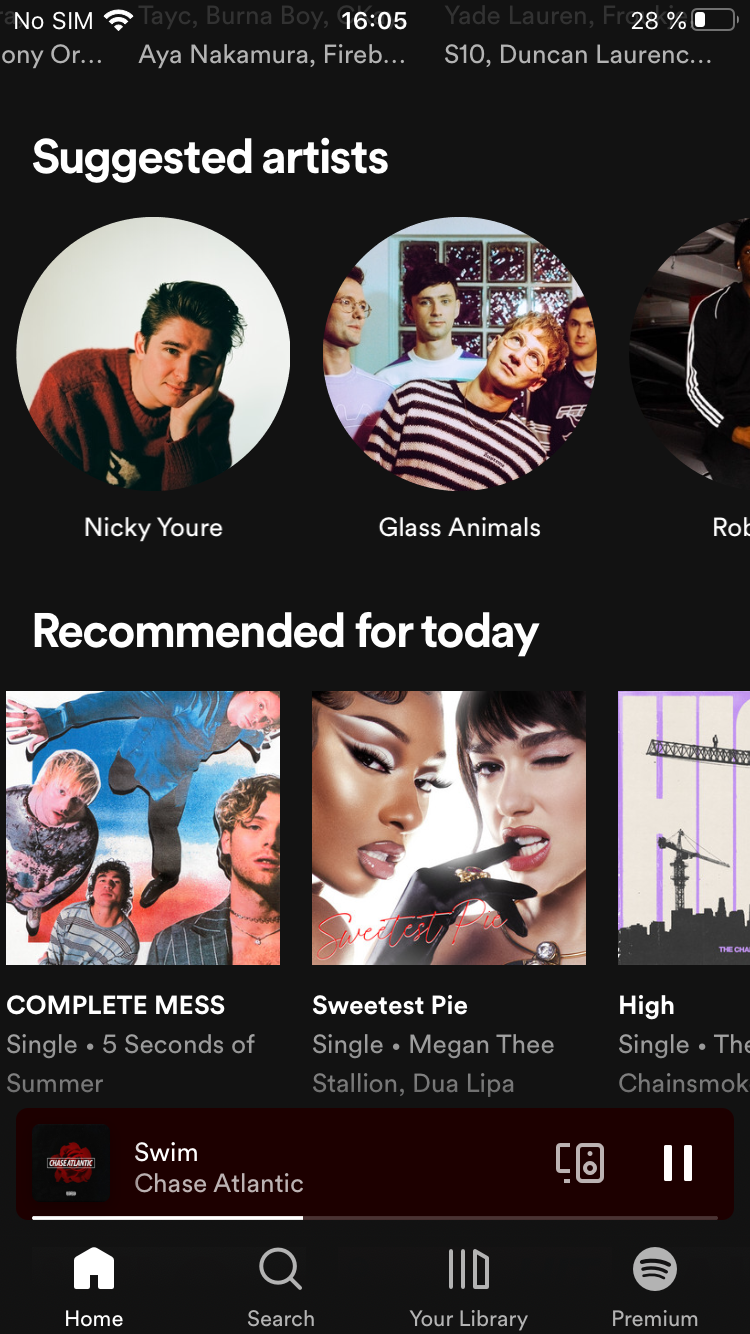 No SIM 16:05 28 %
Tayc, Burna Boy,
Yade Lauren,
ony Or... Aya Nakamura, Fireb... S10, Duncan Laurenc...
Suggested artists
Nicky Youre Glass Animals Rob
Recommended for today
Sweetest Pie
THE CHA
COMPLETE MESS Sweetest Pie High
Single • 5 Seconds of Single • Megan Thee Single • The
Summer Stallion, Dua Lipa Chainsmok
CHASE ATLANTIC
Swim
Chase Atlantic
Home Search Your Library Premium